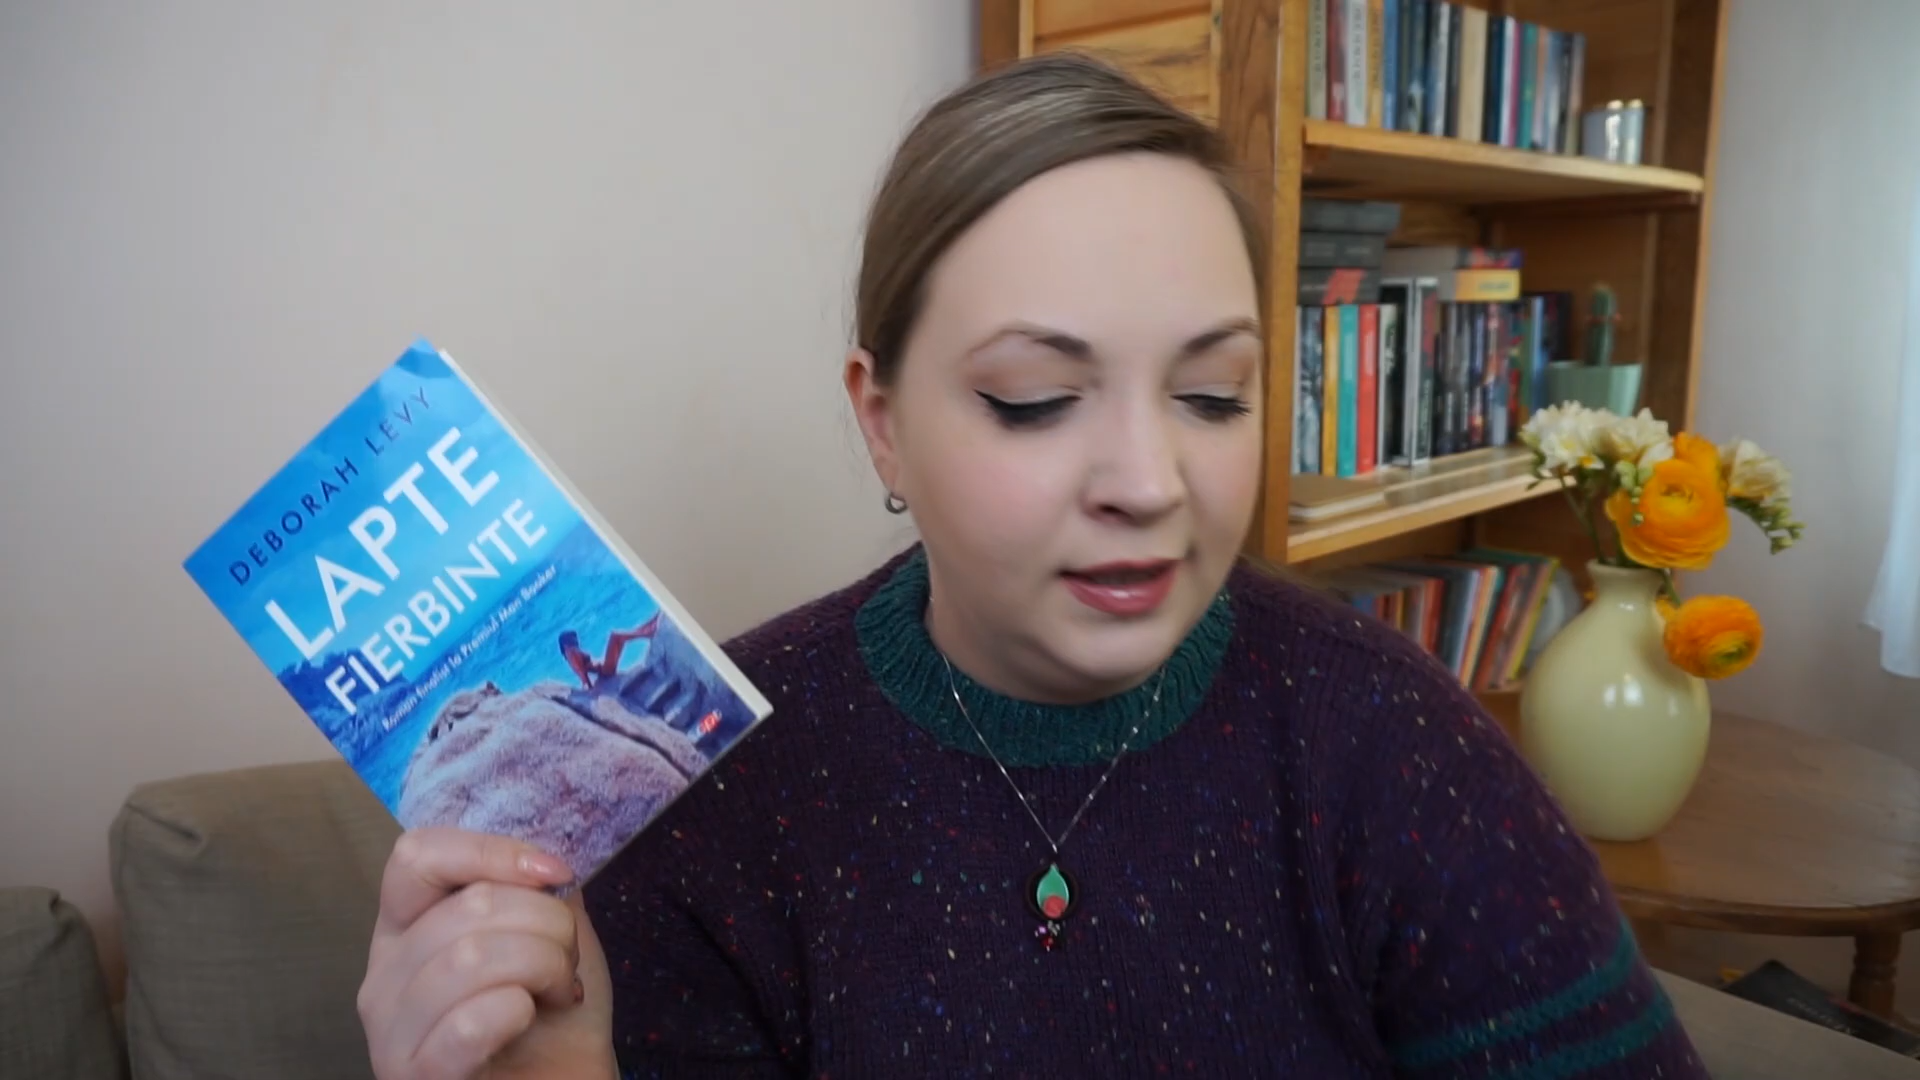 DEBORAH LEVY
LAPTE
FIERBINTE
Roman finalist la Premiul Man Booker